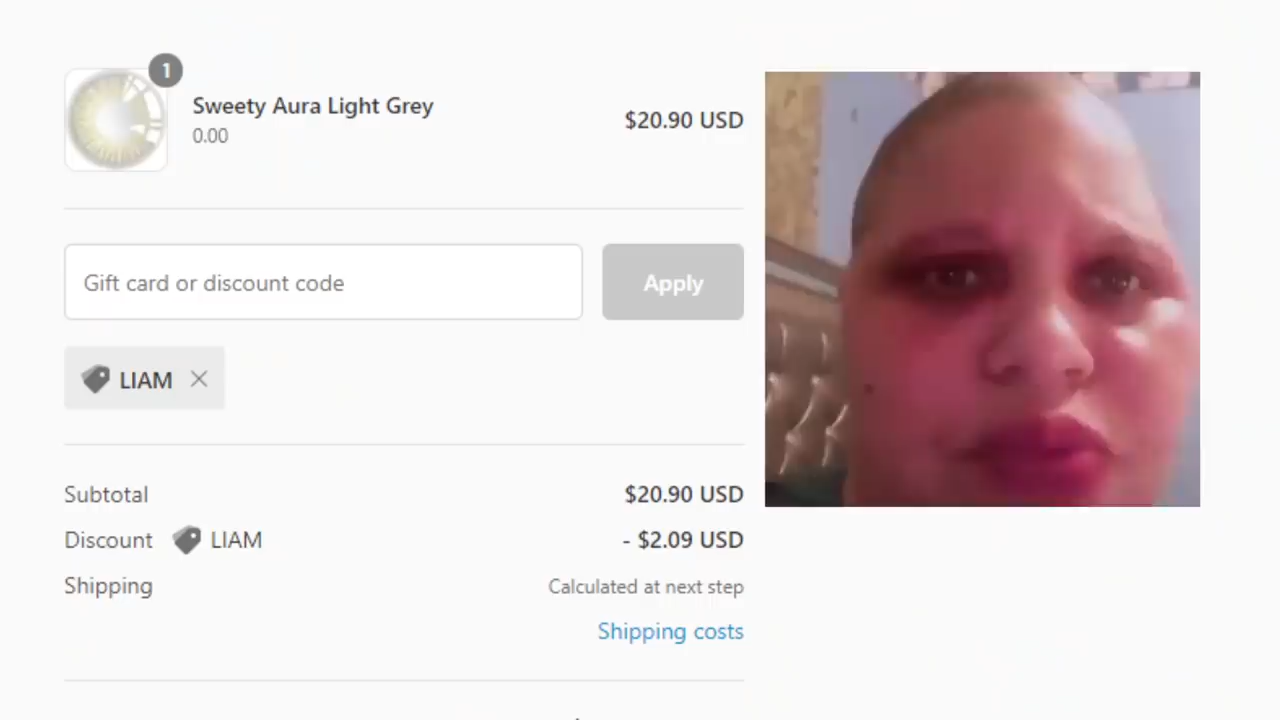 1
Sweety Aura Light Grey
0.00
$20.90 USD
Gift card or discount code
Apply
LIAM
Subtotal
$20.90 USD
Discount LIAM
- $2.09 USD
Shipping
Calculated at next step
Shipping costs